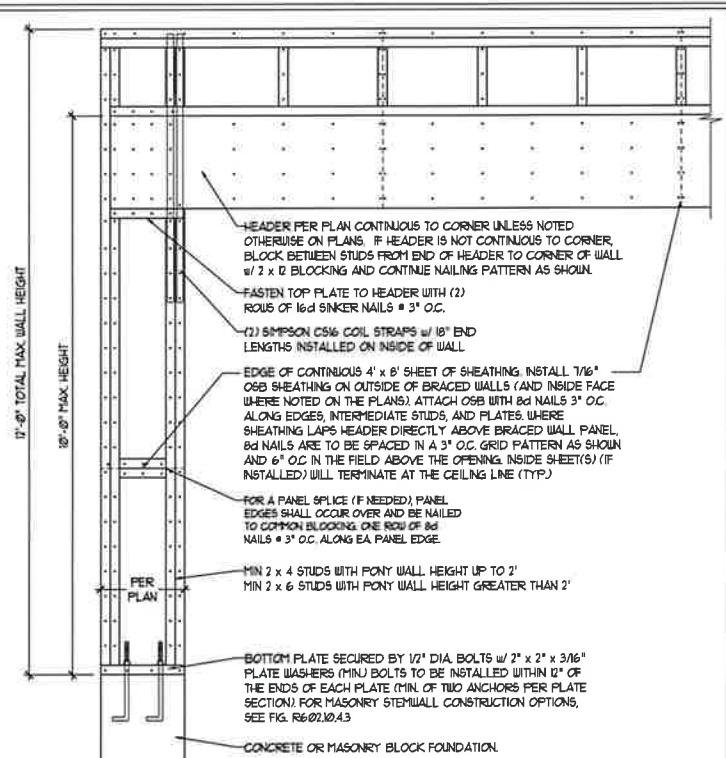 12'-0" TOTAL MAX. WALL HEIGHT
10'-0" MAX. HEIGHT
HEADER PER PLAN CONTINUOUS TO CORNER UNLESS NOTED
OTHERWISE ON PLANS. IF HEADER IS NOT CONTINUOUS TO CORNER,
BLOCK BETWEEN STUDS FROM END OF HEADER TO CORNER OF WALL
w/ 2 x 12 BLOCKING AND CONTINUE NAILING PATTERN AS SHOWN.
FASTEN TOP PLATE TO HEADER WITH (2)
ROWS OF 16d SINKER NAILS @ 3" O.C.
(2) SIMPSON CS16 COIL STRAPS w/ 18" END
LENGTHS INSTALLED ON INSIDE OF WALL
EDGE OF CONTINUOUS 4' x 8' SHEET OF SHEATHING. INSTALL 7/16"
OSB SHEATHING ON OUTSIDE OF BRACED WALLS (AND INSIDE FACE
WHERE NOTED ON THE PLANS). ATTACH OSB WITH 8d NAILS 3" O.C.
ALONG EDGES, INTERMEDIATE STUDS, AND PLATES. WHERE
SHEATHING LAPS HEADER DIRECTLY ABOVE BRACED WALL PANEL,
8d NAILS ARE TO BE SPACED IN A 3" O.C. GRID PATTERN AS SHOWN
AND 6" O.C. IN THE FIELD ABOVE THE OPENING. INSIDE SHEET(S) (IF
INSTALLED) WILL TERMINATE AT THE CEILING LINE (TYP.)
FOR A PANEL SPLICE (IF NEEDED), PANEL
EDGES SHALL OCCUR OVER AND BE NAILED
TO COMMON BLOCKING. ONE ROW OF 8d
NAILS @ 3" O.C. ALONG EA. PANEL EDGE.
PER
PLAN
MIN 2 x 4 STUDS WITH PONY WALL HEIGHT UP TO 2'
MIN 2 x 6 STUDS WITH PONY WALL HEIGHT GREATER THAN 2'
BOTTOM PLATE SECURED BY 1/2" DIA. BOLTS w/ 2" x 2" x 3/16"
PLATE WASHERS (MIN.) BOLTS TO BE INSTALLED WITHIN 12" OF
THE ENDS OF EACH PLATE (MIN. OF TWO ANCHORS PER PLATE
SECTION). FOR MASONRY STEMWALL CONSTRUCTION OPTIONS,
SEE FIG. R602.10.4.3
CONCRETE OR MASONRY BLOCK FOUNDATION.